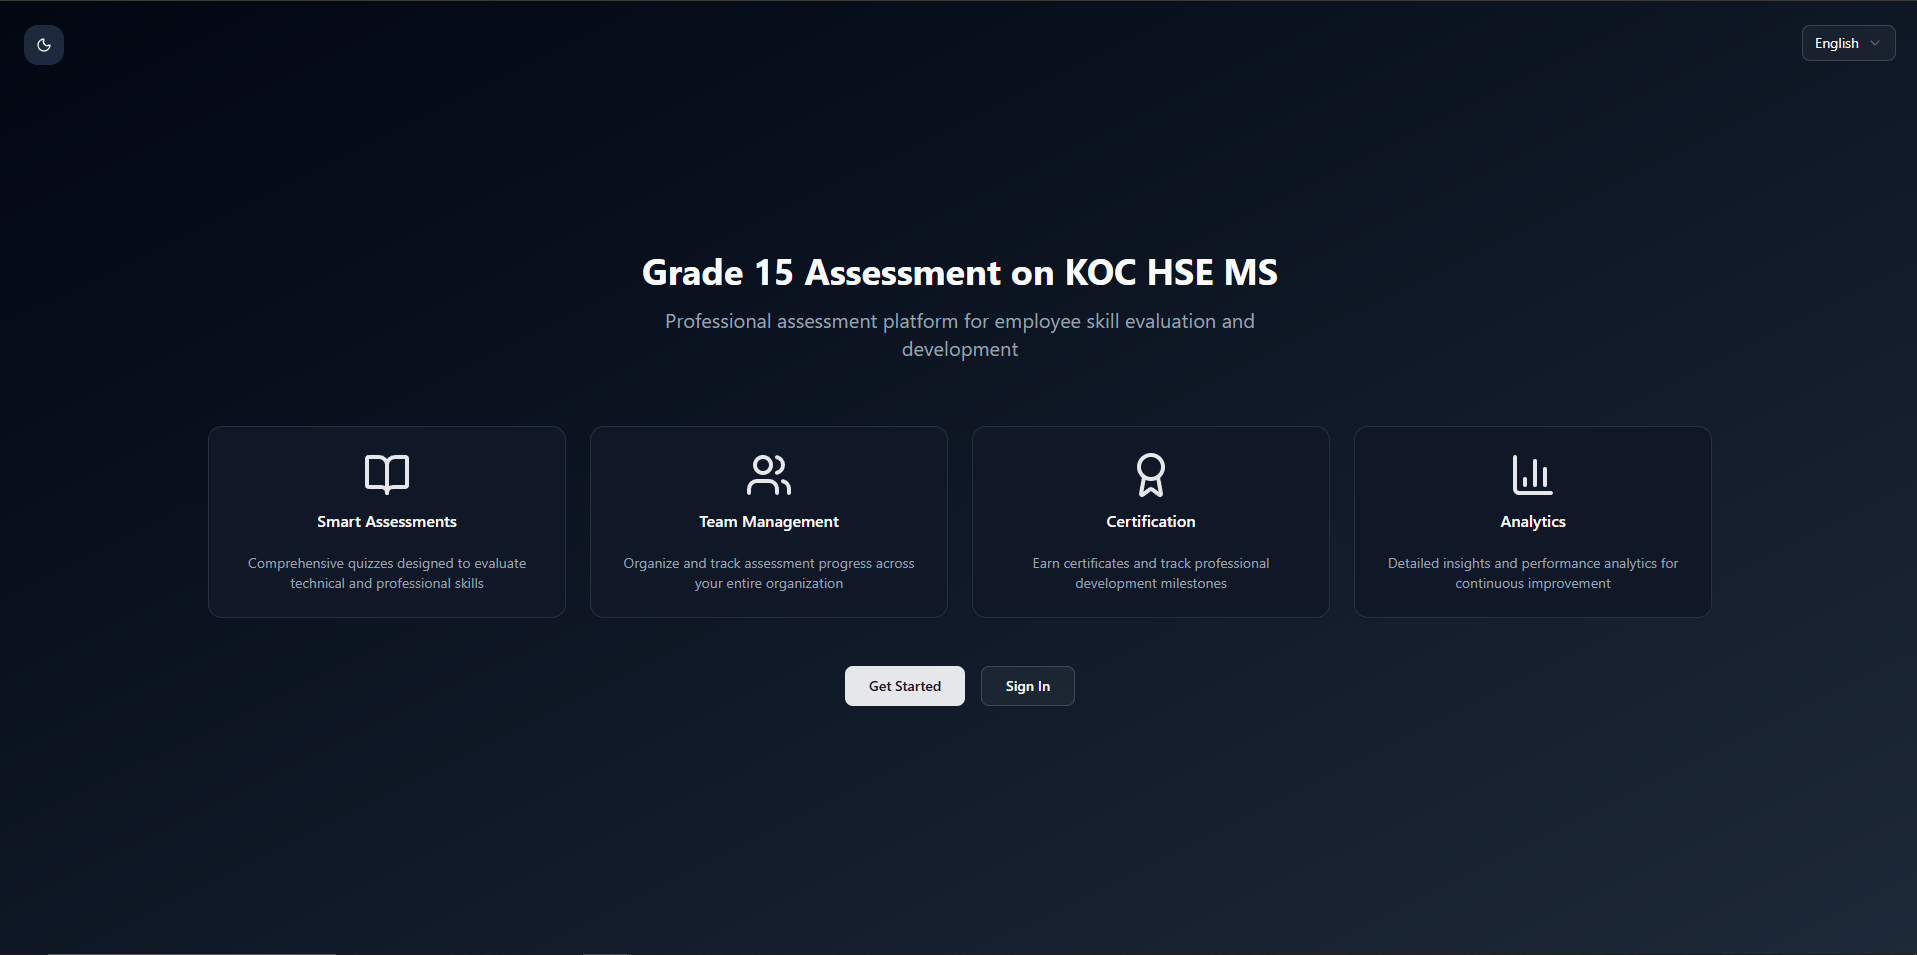 English
Grade 15 Assessment on KOC HSE MS
Professional assessment platform for employee skill evaluation and
development
Smart Assessments
Comprehensive quizzes designed to evaluate
technical and professional skills
Team Management
Organize and track assessment progress across
your entire organization
Certification
Earn certificates and track professional
development milestones
Analytics
Detailed insights and performance analytics for
continuous improvement
Get Started
Sign In